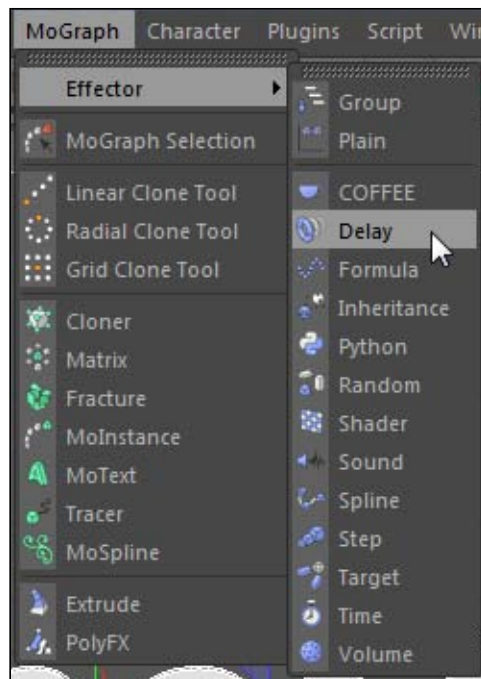 MoGraph Character Plugins Script Wi
Effector
MoGraph Selection
Linear Clone Tool
Radial Clone Tool
Grid Clone Tool
Cloner
Matrix
Fracture
MoInstance
MoText
Tracer
MoSpline
Extrude
PolyFX
Group
Plain
COFFEE
Delay
Formula
Inheritance
Python
Random
Shader
Sound
Spline
Step
Target
Time
Volume